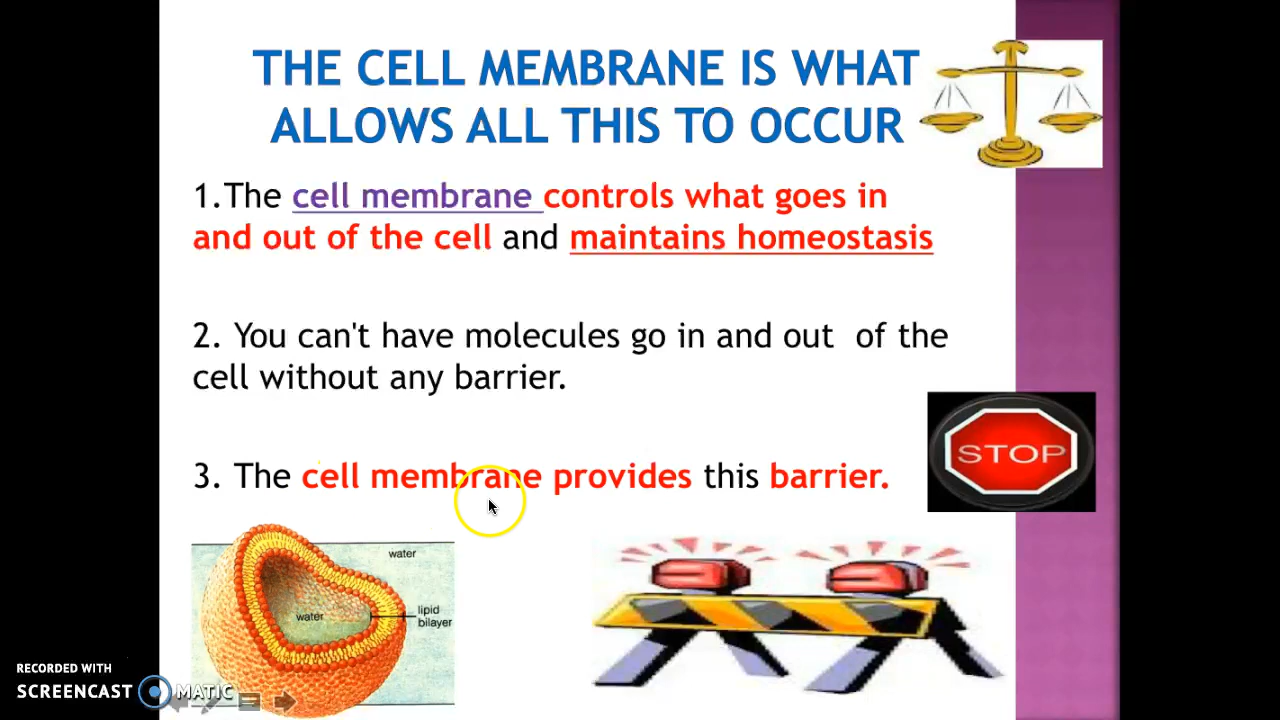 THE CELL MEMBRANE IS WHAT
ALLOWS ALL THIS TO OCCUR
1.The cell membrane controls what goes in
and out of the cell and maintains homeostasis
2. You can't have molecules go in and out of the
cell without any barrier.
STOP
3. The cell membrane provides this barrier.
water
water
lipid
bilayer
RECORDED WITH
SCREENCAST MATIC